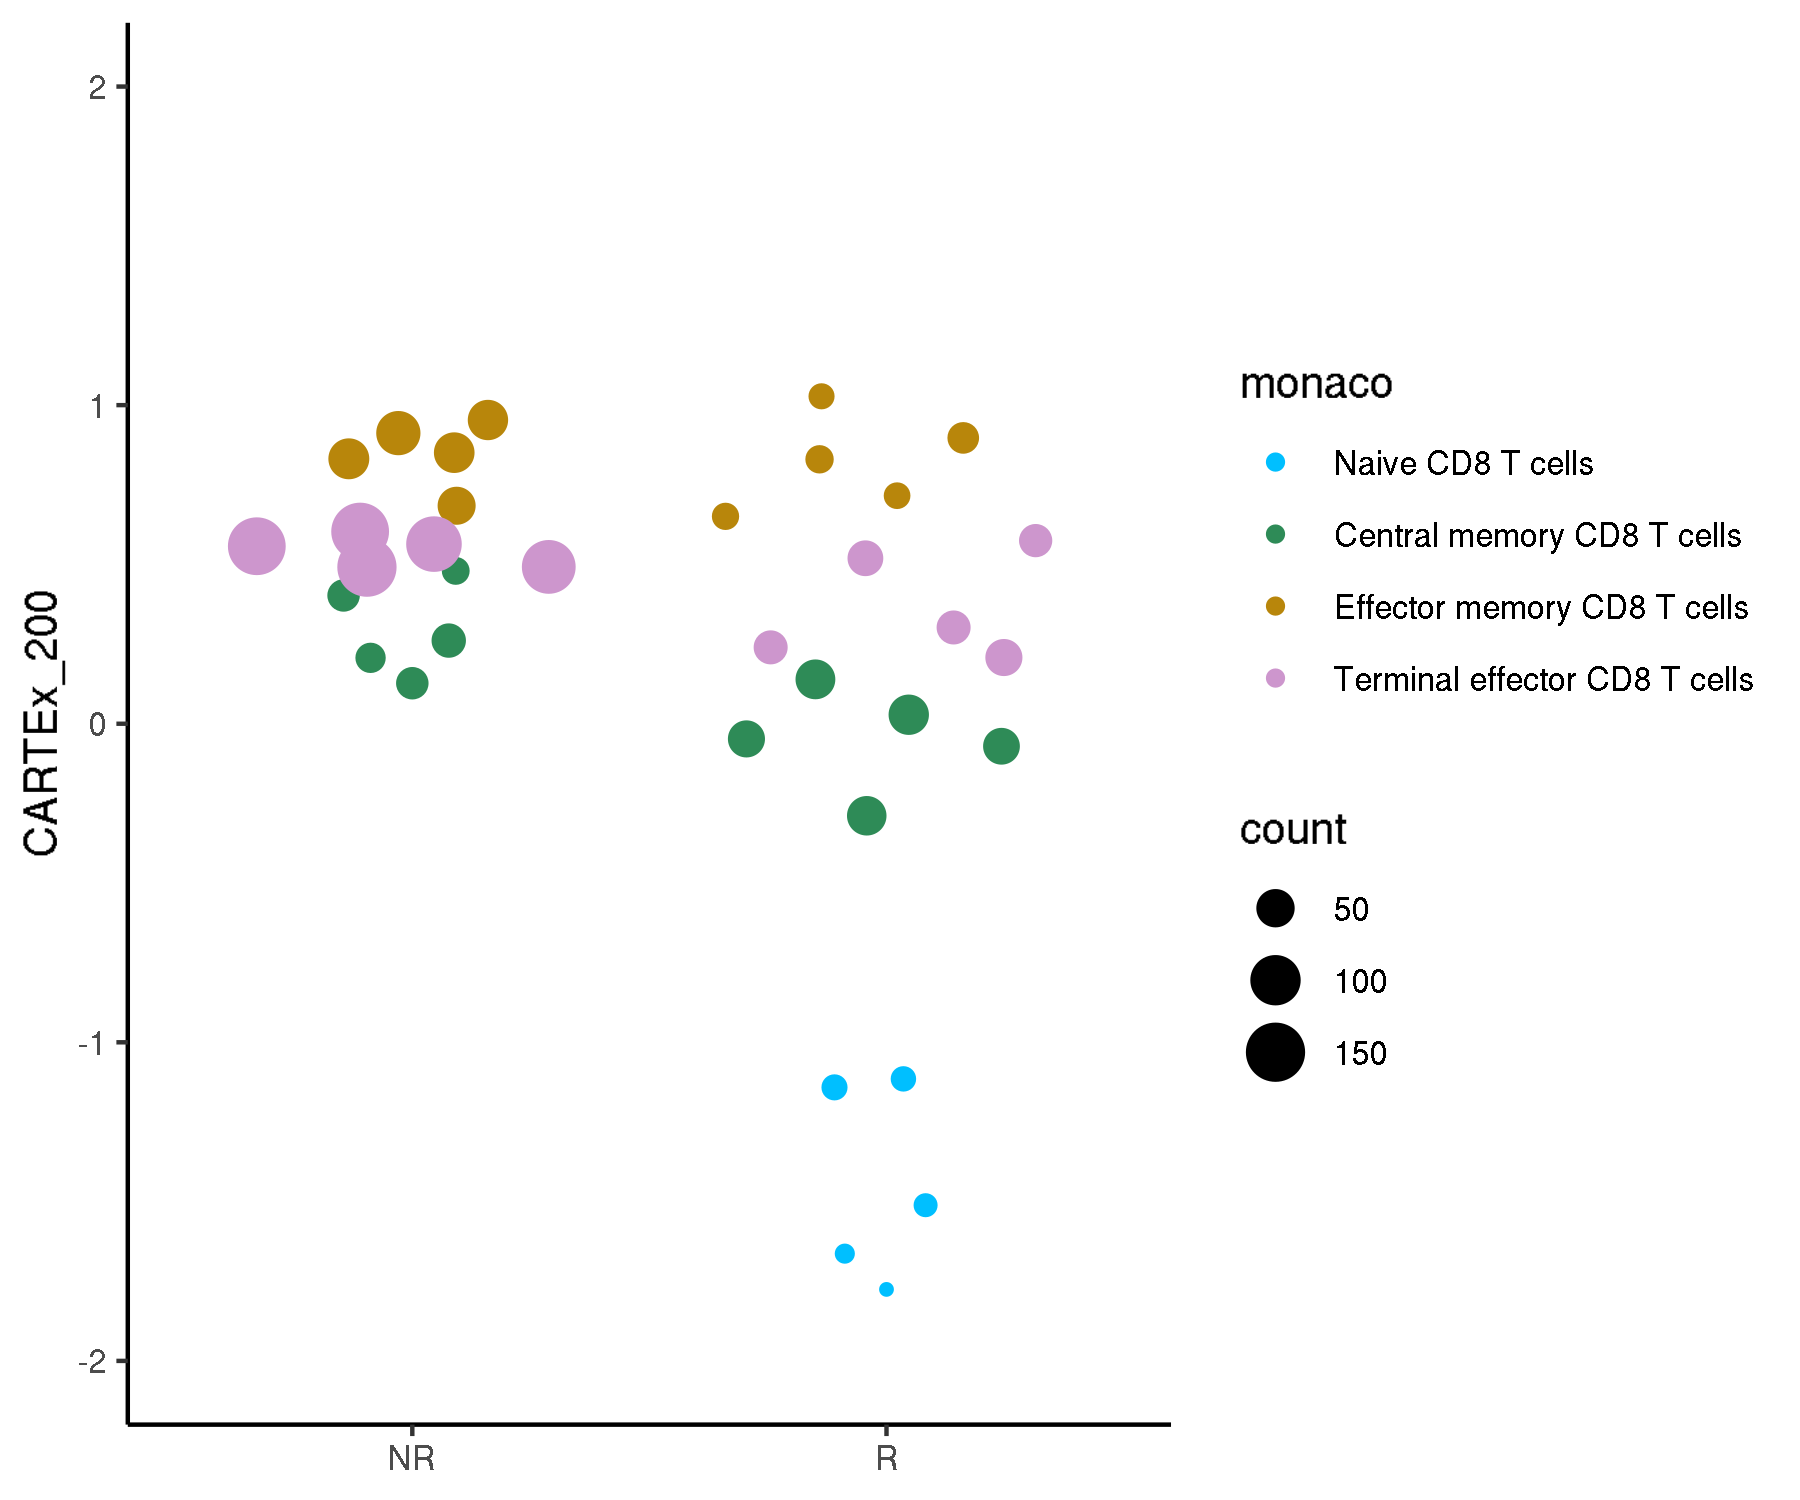 2
1
0
-1
-2
CARTEx_200
NR
R
monaco
Naive CD8 T cells
Central memory CD8 T cells
Effector memory CD8 T cells
Terminal effector CD8 T cells
count
50
100
150